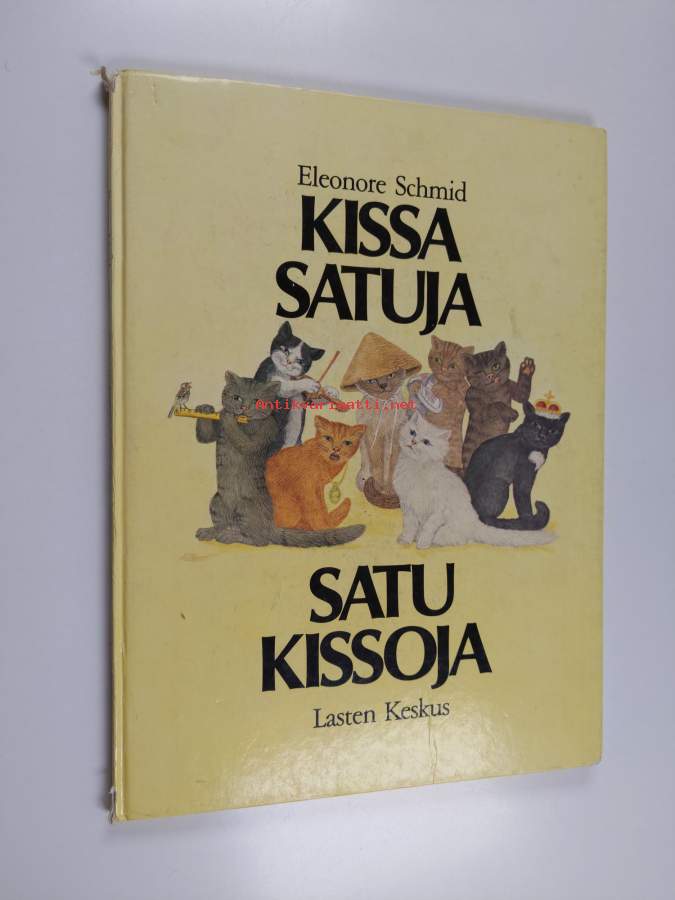 Eleonore Schmid
KISSA
SATUJA
Antikvariaatti.net
SATU
KISSOJA
Lasten Keskus